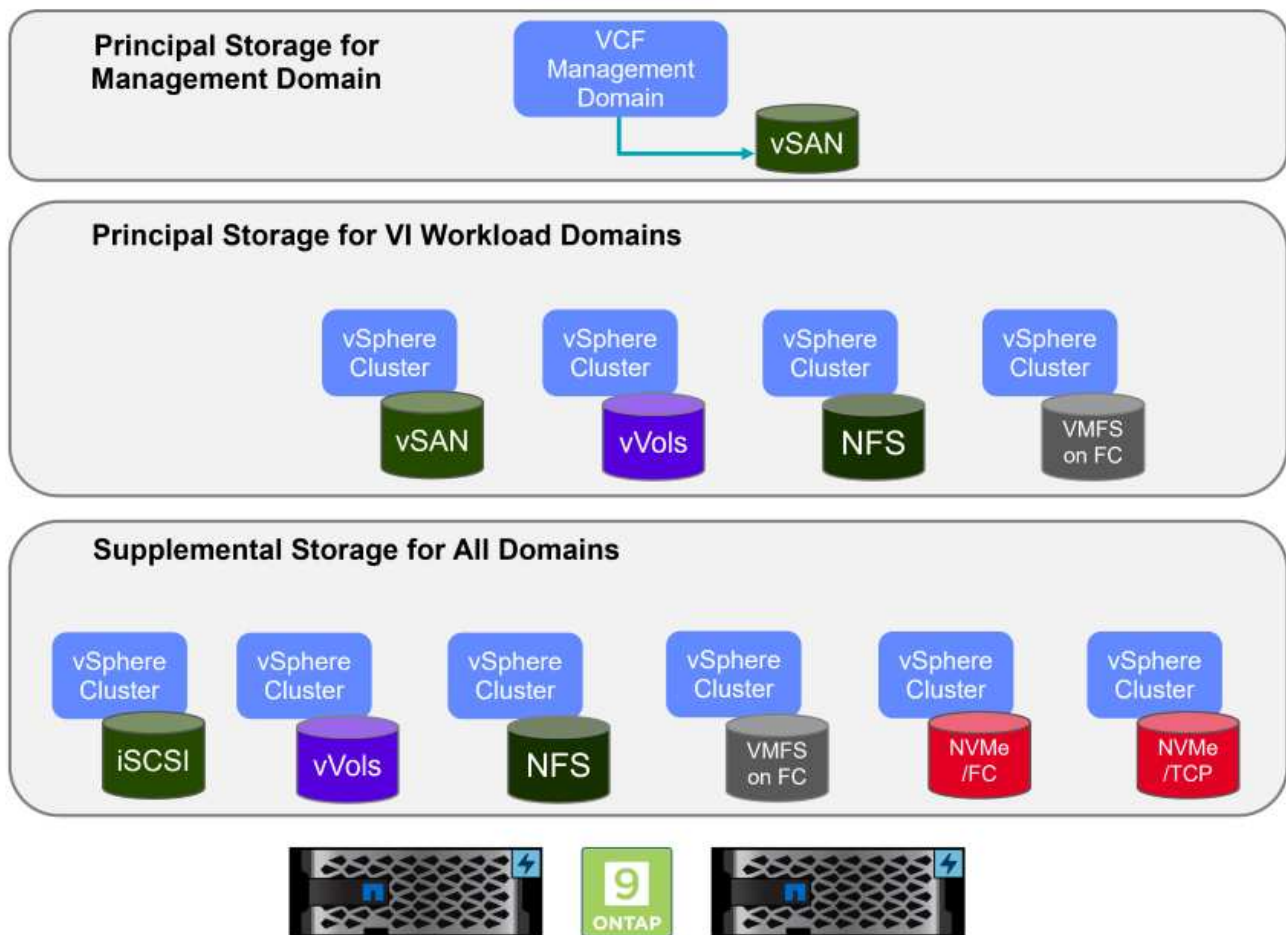 Principal Storage for
Management Domain
VCF
Management
Domain
vSAN
Principal Storage for VI Workload Domains
vSphere
Cluster
vSAN
vSphere
Cluster
vVols
vSphere
Cluster
NFS
vSphere
Cluster
VMFS
on FC
Supplemental Storage for All Domains
vSphere
Cluster
iSCSI
vSphere
Cluster
vVols
vSphere
Cluster
NFS
vSphere
Cluster
VMFS
on FC
vSphere
Cluster
NVMe
/FC
vSphere
Cluster
NVMe
/TCP
9
ONTAP